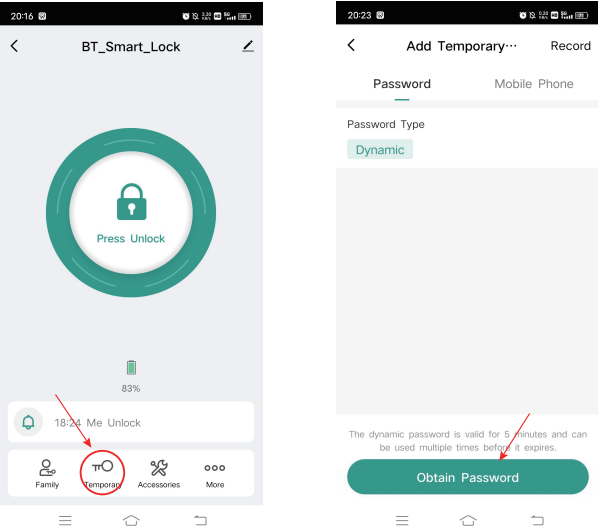 20:16
BT_Smart_Lock
Press Unlock
83%
18:24 Me Unlock
Family
Temporary
Accessories
More
20:23
Add Temporary···
Record
Password
Mobile Phone
Password Type
Dynamic
The dynamic password is valid for 5 minutes and can
be used multiple times before it expires.
Obtain Password